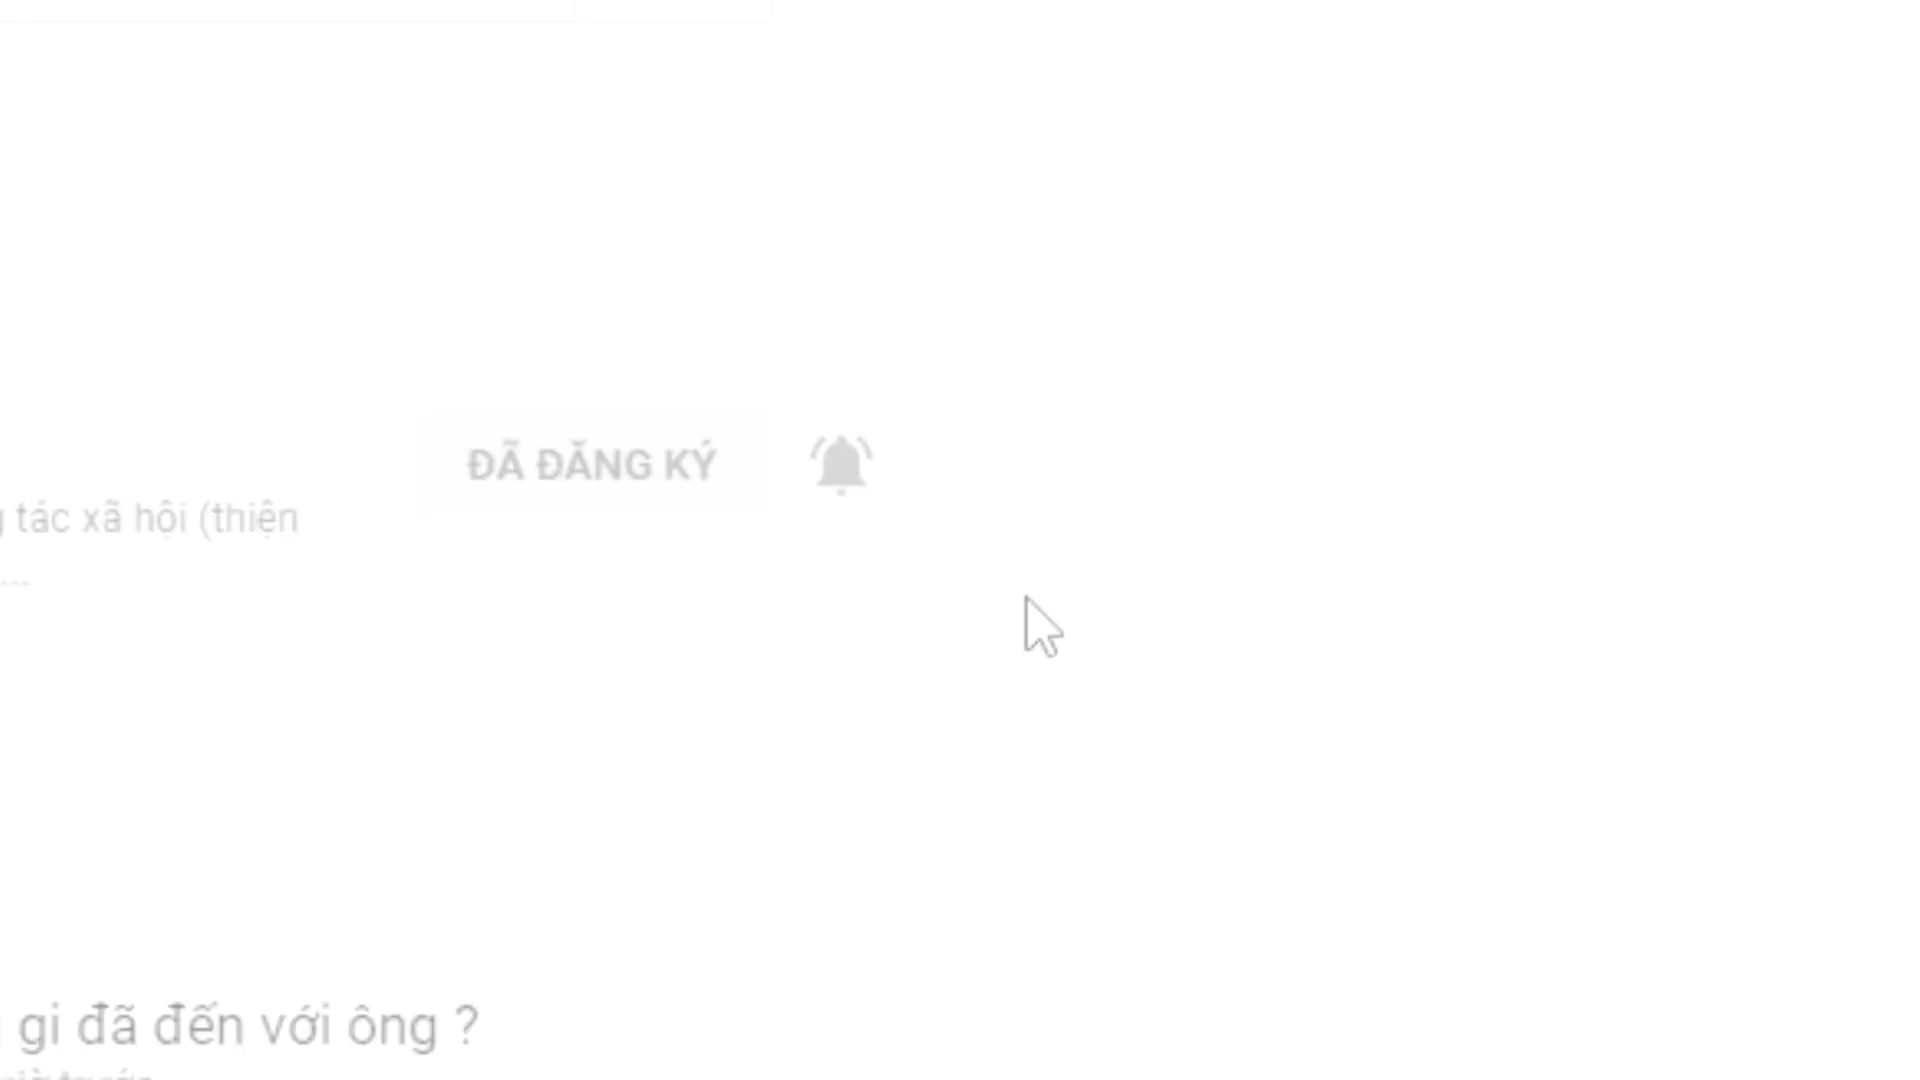 ĐÃ ĐĂNG KÝ
tác xã hội (thiện
...
gi đã đến với ông ?